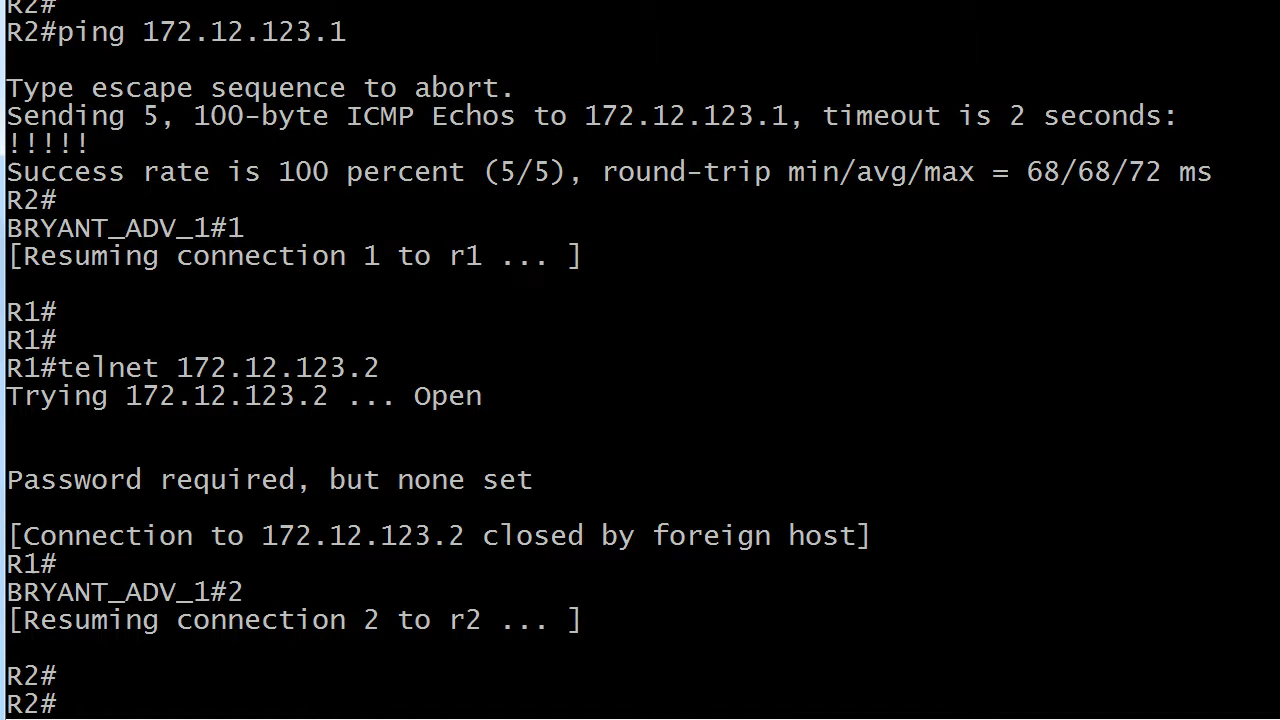 R2#
R2#ping 172.12.123.1
Type escape sequence to abort.
Sending 5, 100-byte ICMP Echos to 172.12.123.1, timeout is 2 seconds:
!!!!!
Success rate is 100 percent (5/5), round-trip min/avg/max = 68/68/72 ms
R2#
BRYANT_ADV_1#1
[Resuming connection 1 to r1 ... ]
R1#
R1#
R1#telnet 172.12.123.2
Trying 172.12.123.2 ... Open
Password required, but none set
[Connection to 172.12.123.2 closed by foreign host]
R1#
BRYANT_ADV_1#2
[Resuming connection 2 to r2 ... ]
R2#
R2#